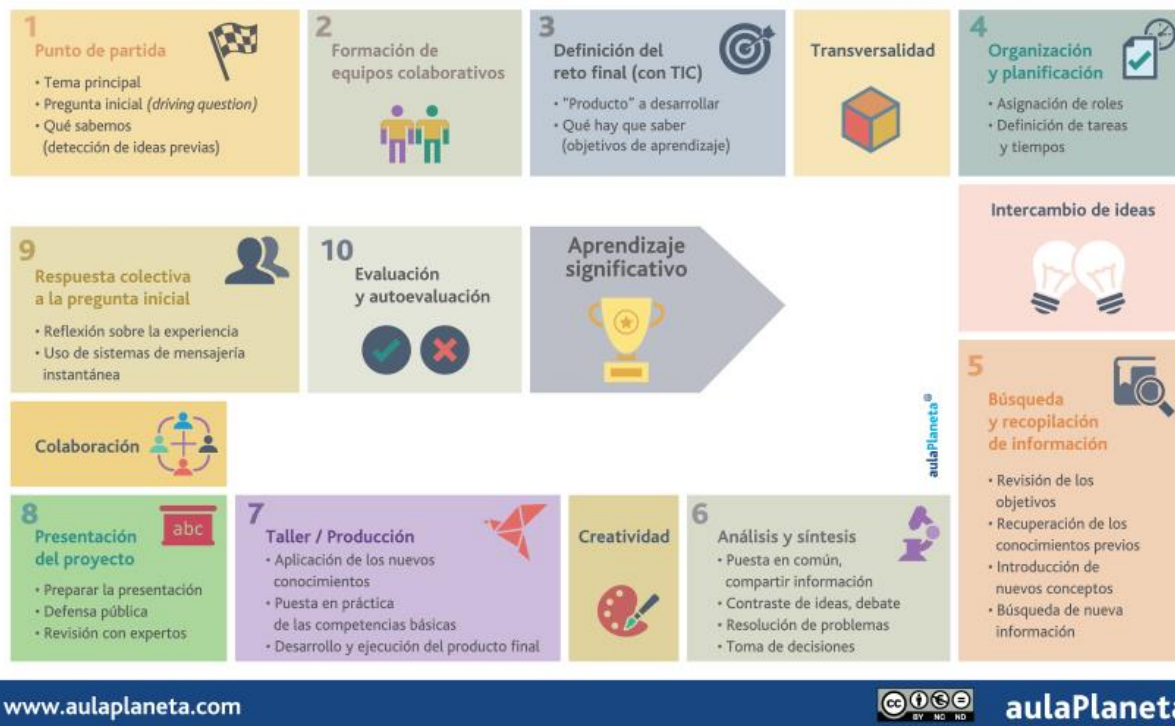 1
Punto de partida
• Tema principal
• Pregunta inicial (driving question)
• Qué sabemos
(detección de ideas previas)
2
Formación de
equipos colaborativos
3
Definición del
reto final (con TIC)
• "Producto" a desarrollar
• Qué hay que saber
(objetivos de aprendizaje)
Transversalidad
4
Organización
y planificación
• Asignación de roles
• Definición de tareas
y tiempos
Intercambio de ideas
5
Búsqueda
y recopilación
de información
• Revisión de los
objetivos
• Recuperación de los
conocimientos previos
• Introducción de
nuevos conceptos
• Búsqueda de nueva
información
6
Análisis y síntesis
• Puesta en común,
compartir información
• Contraste de ideas, debate
• Resolución de problemas
• Toma de decisiones
Creatividad
7
Taller / Producción
• Aplicación de los nuevos
conocimientos
• Puesta en práctica
de las competencias básicas
• Desarrollo y ejecución del producto final
8
abc
Presentación
del proyecto
• Preparar la presentación
• Defensa pública
• Revisión con expertos
Colaboración
9
Respuesta colectiva
a la pregunta inicial
• Reflexión sobre la experiencia
• Uso de sistemas de mensajería
instantánea
10
Evaluación
y autoevaluación
Aprendizaje
significativo
aulaPlaneta
www.aulaplaneta.com
cc
BY NC ND
aulaPlaneta